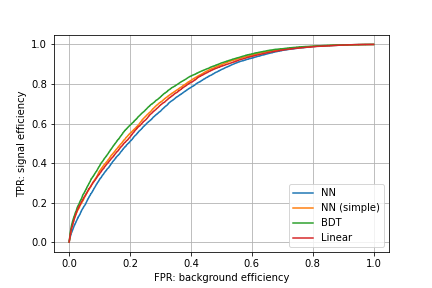 1.0
0.8
0.6
0.4
0.2
0.0
TPR: signal efficiency
NN
NN (simple)
BDT
Linear
0.0 0.2 0.4 0.6 0.8 1.0
FPR: background efficiency